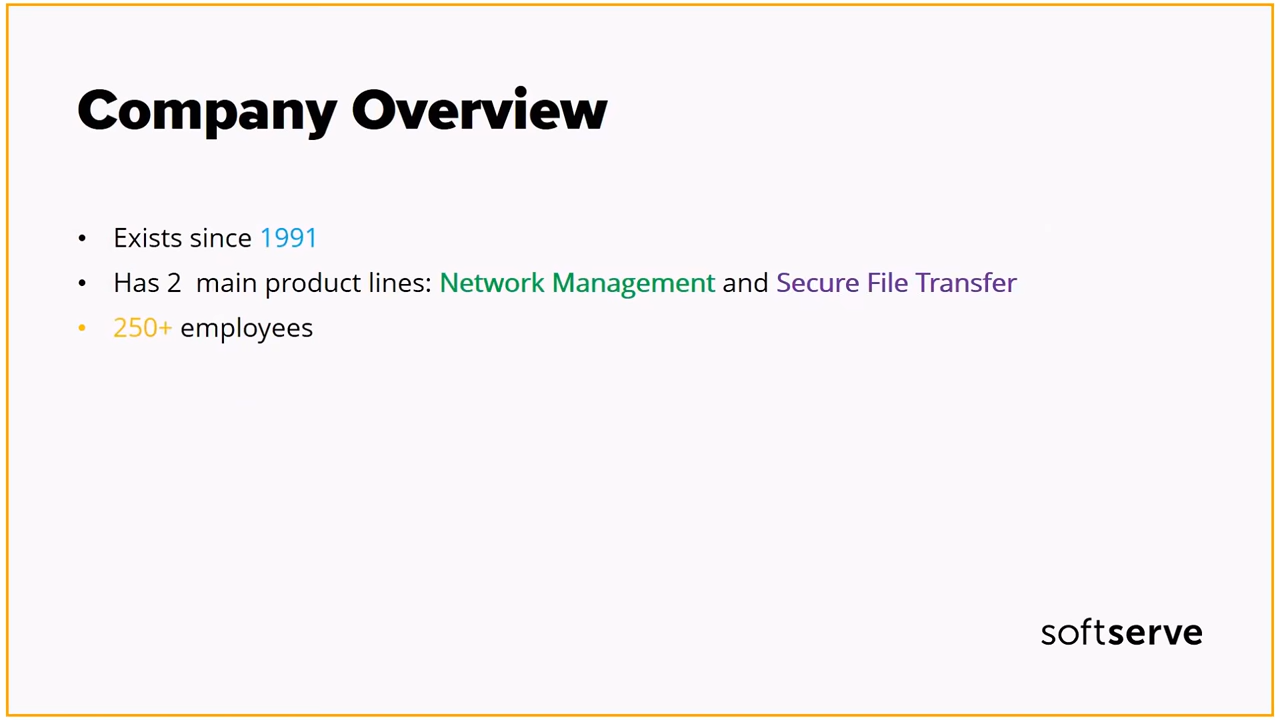 Company Overview
• Exists since 1991
• Has 2  main product lines: Network Management and Secure File Transfer
• 250+ employees
softserve